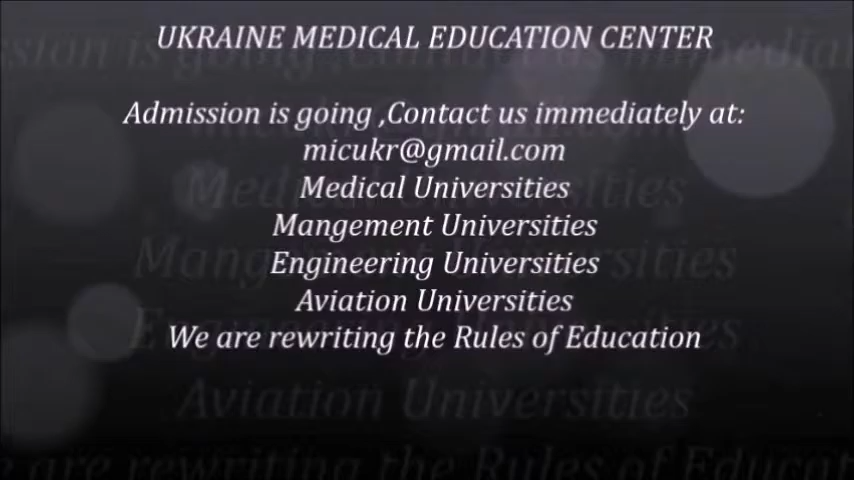 UKRAINE MEDICAL EDUCATION CENTER
Admission is going ,Contact us immediately at:
micukr@gmail.com
Medical Universities
Mangement Universities
Engineering Universities
Aviation Universities
We are rewriting the Rules of Education